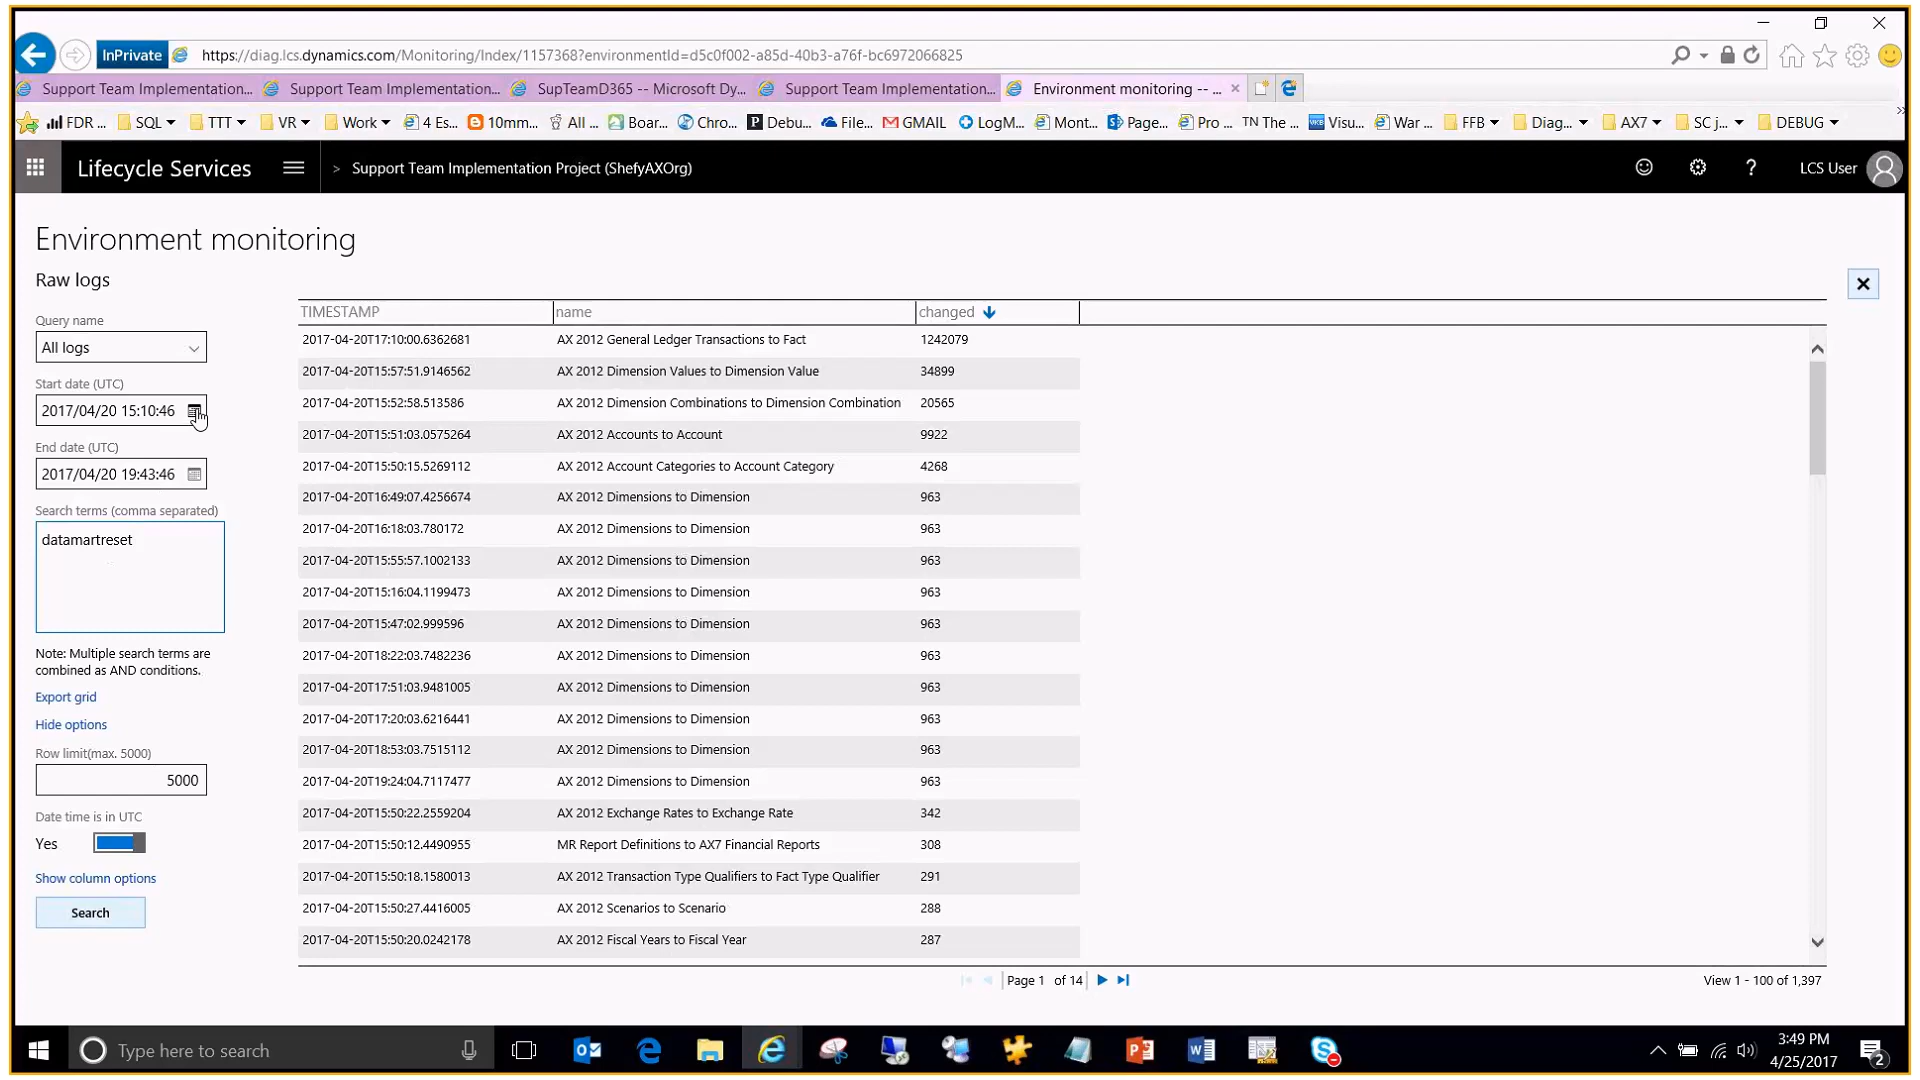 InPrivate https://diag.lcs.dynamics.com/Monitoring/Index/1157368?environmentId=d5c0f002-a85d-40b3-a76f-bc6972066825
Support Team Implementation... Support Team Implementation... SupTeamD365 -- Microsoft Dy... Support Team Implementation... Environment monitoring -- ...
FDR ... SQL TTT VR Work 4 Es... 10mm... All ... Boar... Chro... Debu... File... GMAIL LogM... Mont... Page... Pro ... TN The ... Visu... War ... FFB Diag... AX7 SC j... DEBUG
Lifecycle Services > Support Team Implementation Project (ShefyAXOrg) ? LCS User
Environment monitoring
Raw logs
Query name
All logs
Start date (UTC)
2017/04/20 15:10:46
End date (UTC)
2017/04/20 19:43:46
Search terms (comma separated)
datamartreset
Note: Multiple search terms are
combined as AND conditions.
Export grid
Hide options
Row limit(max. 5000)
5000
Date time is in UTC
Yes
Show column options
Search
TIMESTAMP name changed
2017-04-20T17:10:00.6362681 AX 2012 General Ledger Transactions to Fact 1242079
2017-04-20T15:57:51.9146562 AX 2012 Dimension Values to Dimension Value 34899
2017-04-20T15:52:58.513586 AX 2012 Dimension Combinations to Dimension Combination 20565
2017-04-20T15:51:03.0575264 AX 2012 Accounts to Account 9922
2017-04-20T15:50:15.5269112 AX 2012 Account Categories to Account Category 4268
2017-04-20T16:49:07.4256674 AX 2012 Dimensions to Dimension 963
2017-04-20T16:18:03.780172 AX 2012 Dimensions to Dimension 963
2017-04-20T15:55:57.1002133 AX 2012 Dimensions to Dimension 963
2017-04-20T15:16:04.1199473 AX 2012 Dimensions to Dimension 963
2017-04-20T15:47:02.999596 AX 2012 Dimensions to Dimension 963
2017-04-20T18:22:03.7482236 AX 2012 Dimensions to Dimension 963
2017-04-20T17:51:03.9481005 AX 2012 Dimensions to Dimension 963
2017-04-20T17:20:03.6216441 AX 2012 Dimensions to Dimension 963
2017-04-20T18:53:03.7515112 AX 2012 Dimensions to Dimension 963
2017-04-20T19:24:04.7117477 AX 2012 Dimensions to Dimension 963
2017-04-20T15:50:22.2559204 AX 2012 Exchange Rates to Exchange Rate 342
2017-04-20T15:50:12.4490955 MR Report Definitions to AX7 Financial Reports 308
2017-04-20T15:50:18.1580013 AX 2012 Transaction Type Qualifiers to Fact Type Qualifier 291
2017-04-20T15:50:27.4416005 AX 2012 Scenarios to Scenario 288
2017-04-20T15:50:20.0242178 AX 2012 Fiscal Years to Fiscal Year 287
Page 1 of 14 View 1 - 100 of 1,397
Type here to search
3:49 PM
4/25/2017
2